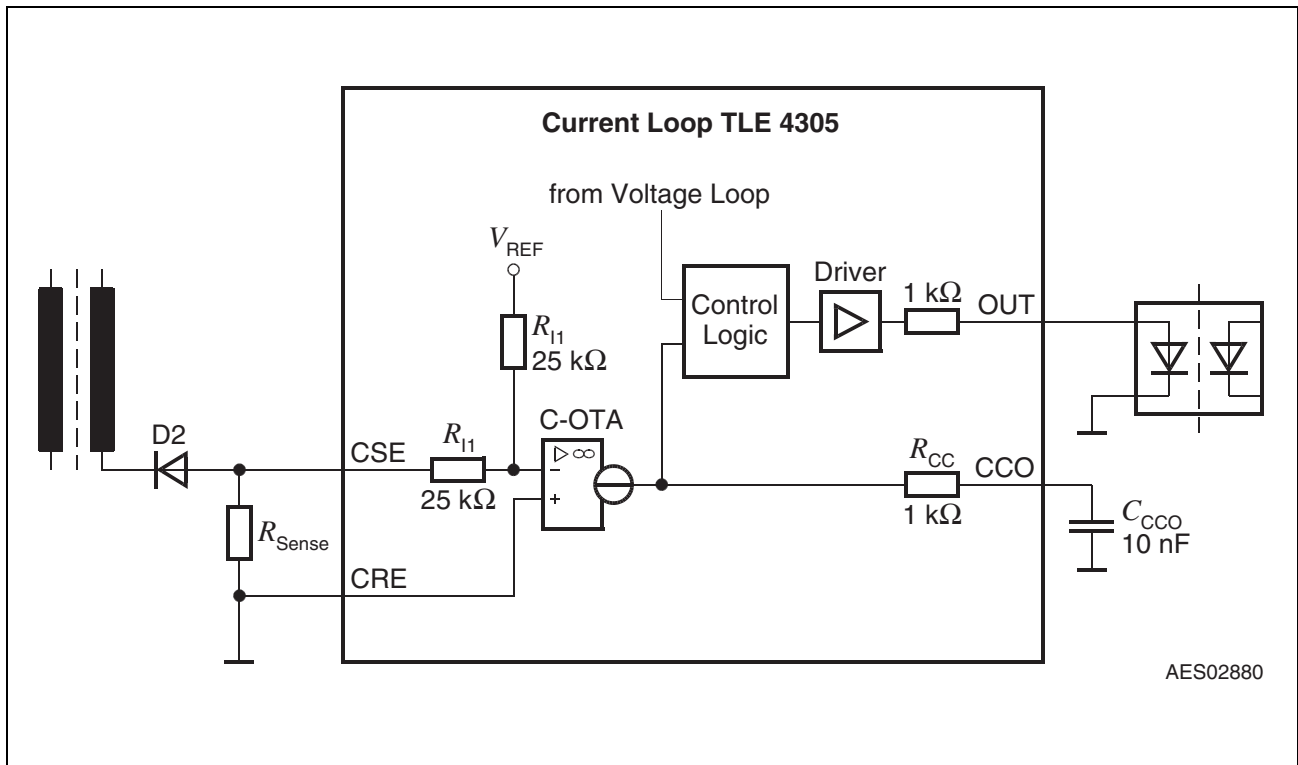 Current Loop TLE 4305
from Voltage Loop
V_REF
Driver
R_I1
25 kΩ
Control
Logic
1 kΩ
OUT
C-OTA
D2
CSE
R_I1
25 kΩ
▷ ∞
−
+
R_CC
1 kΩ
CCO
R_Sense
C_CCO
10 nF
CRE
AES02880